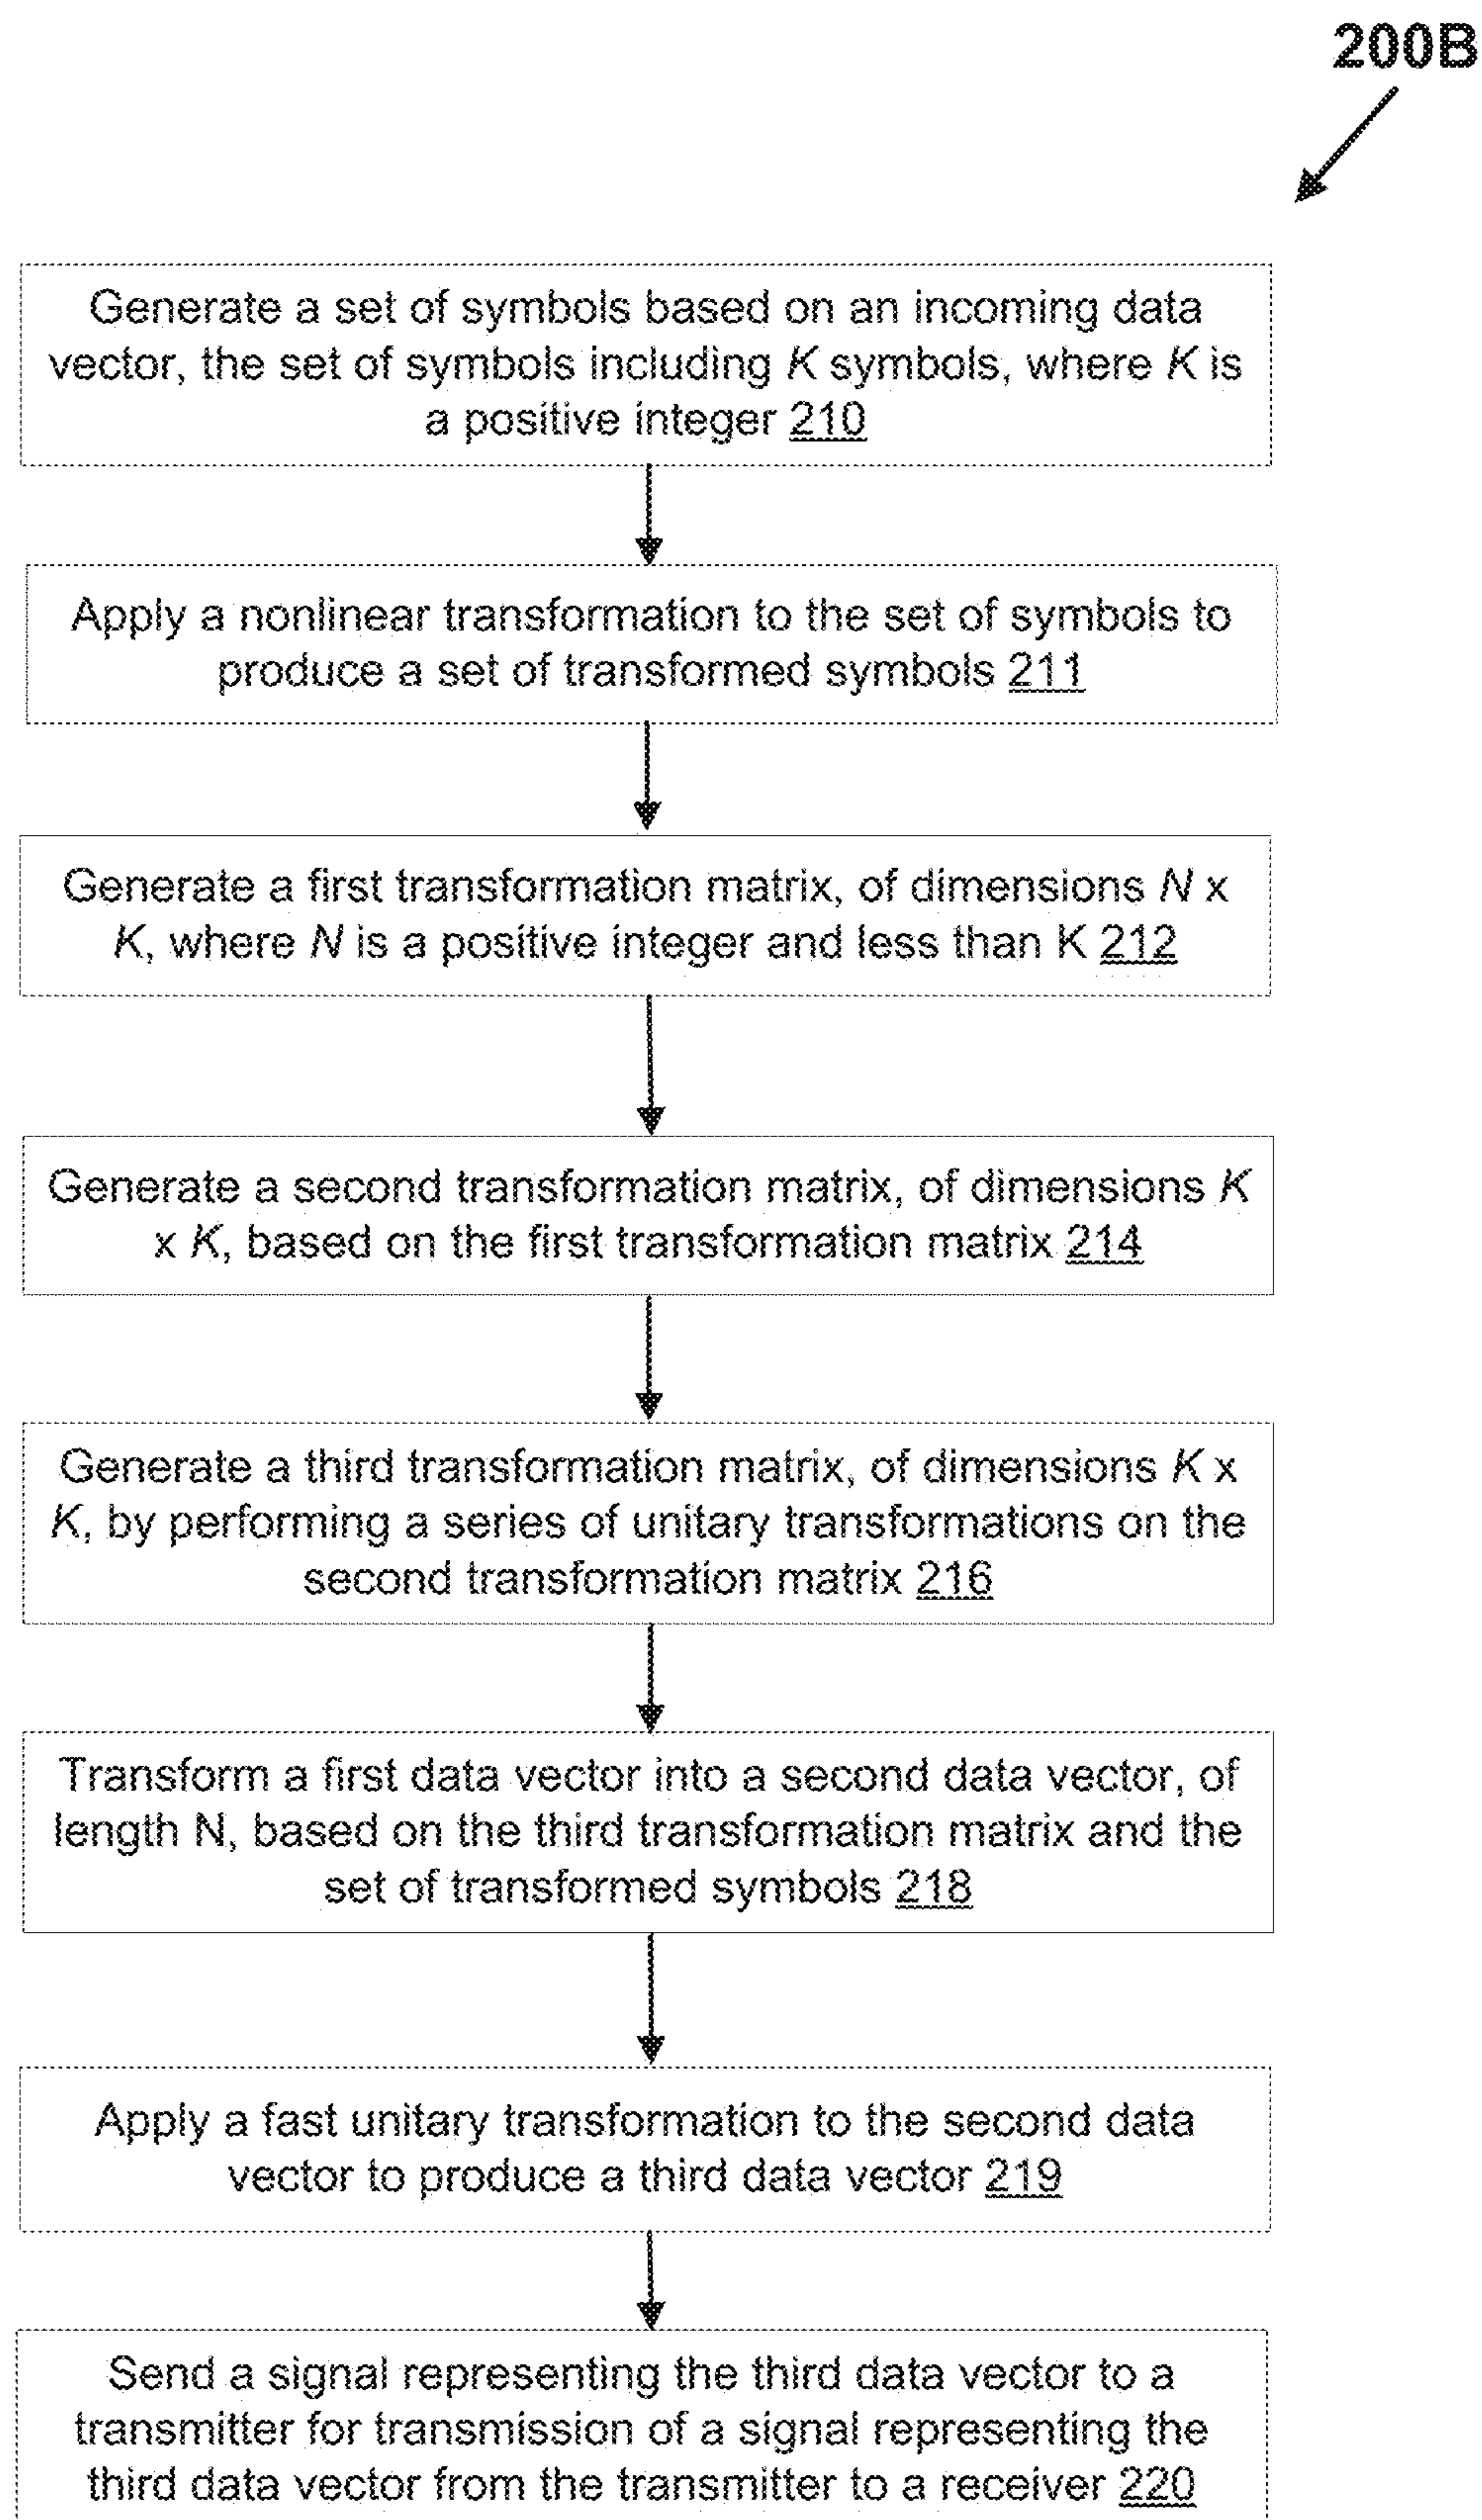 200B
Generate a set of symbols based on an incoming data
vector, the set of symbols including K symbols, where K is
a positive integer 210
Apply a nonlinear transformation to the set of symbols to
produce a set of transformed symbols 211
Generate a first transformation matrix, of dimensions N x
K, where N is a positive integer and less than K 212
Generate a second transformation matrix, of dimensions K
x K, based on the first transformation matrix 214
Generate a third transformation matrix, of dimensions K x
K, by performing a series of unitary transformations on the
second transformation matrix 216
Transform a first data vector into a second data vector, of
length N, based on the third transformation matrix and the
set of transformed symbols 218
Apply a fast unitary transformation to the second data
vector to produce a third data vector 219
Send a signal representing the third data vector to a
transmitter for transmission of a signal representing the
third data vector from the transmitter to a receiver 220